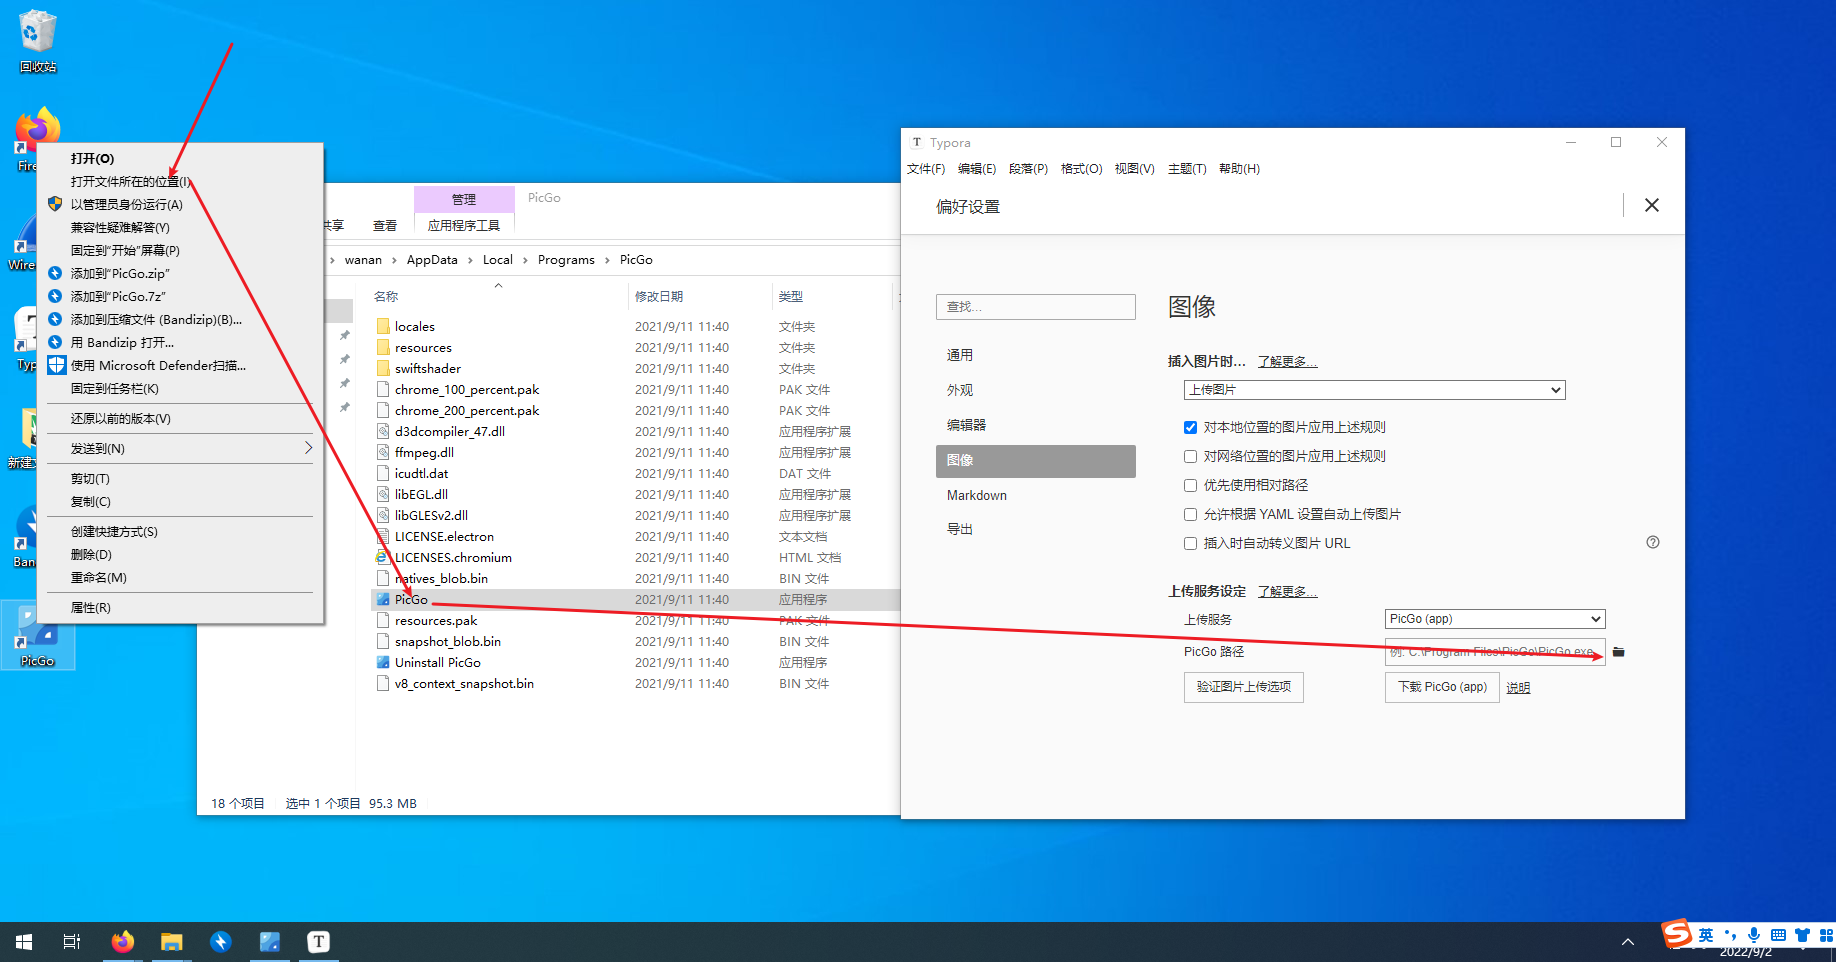 回收站
Fire
Wire
Typ
新建文
Ban
PicGo
打开(O)
打开文件所在的位置(I)
以管理员身份运行(A)
兼容性疑难解答(Y)
固定到"开始"屏幕(P)
添加到"PicGo.zip"
添加到"PicGo.7z"
添加到压缩文件 (Bandizip)(B)...
用 Bandizip 打开...
使用 Microsoft Defender扫描...
固定到任务栏(K)
还原以前的版本(V)
发送到(N)
剪切(T)
复制(C)
创建快捷方式(S)
删除(D)
重命名(M)
属性(R)
管理
PicGo
共享
查看
应用程序工具
› wanan › AppData › Local › Programs › PicGo
名称 修改日期 类型
locales 2021/9/11 11:40 文件夹
resources 2021/9/11 11:40 文件夹
swiftshader 2021/9/11 11:40 文件夹
chrome_100_percent.pak 2021/9/11 11:40 PAK 文件
chrome_200_percent.pak 2021/9/11 11:40 PAK 文件
d3dcompiler_47.dll 2021/9/11 11:40 应用程序扩展
ffmpeg.dll 2021/9/11 11:40 应用程序扩展
icudtl.dat 2021/9/11 11:40 DAT 文件
libEGL.dll 2021/9/11 11:40 应用程序扩展
libGLESv2.dll 2021/9/11 11:40 应用程序扩展
LICENSE.electron 2021/9/11 11:40 文本文档
LICENSES.chromium 2021/9/11 11:40 HTML 文档
natives_blob.bin 2021/9/11 11:40 BIN 文件
PicGo 2021/9/11 11:40 应用程序
resources.pak 2021/9/11 11:40 PAK 文件
snapshot_blob.bin 2021/9/11 11:40 BIN 文件
Uninstall PicGo 2021/9/11 11:40 应用程序
v8_context_snapshot.bin 2021/9/11 11:40 BIN 文件
18 个项目 选中 1 个项目 95.3 MB
T Typora
文件(F) 编辑(E) 段落(P) 格式(O) 视图(V) 主题(T) 帮助(H)
偏好设置
查找...
通用
外观
编辑器
图像
Markdown
导出
图像
插入图片时... 了解更多...
上传图片
对本地位置的图片应用上述规则
对网络位置的图片应用上述规则
优先使用相对路径
允许根据 YAML 设置自动上传图片
插入时自动转义图片 URL
上传服务设定 了解更多...
上传服务 PicGo (app)
PicGo 路径 例: C:\Program Files\PicGo\PicGo.exe
验证图片上传选项 下载 PicGo (app) 说明
T
S 英
2022/9/2